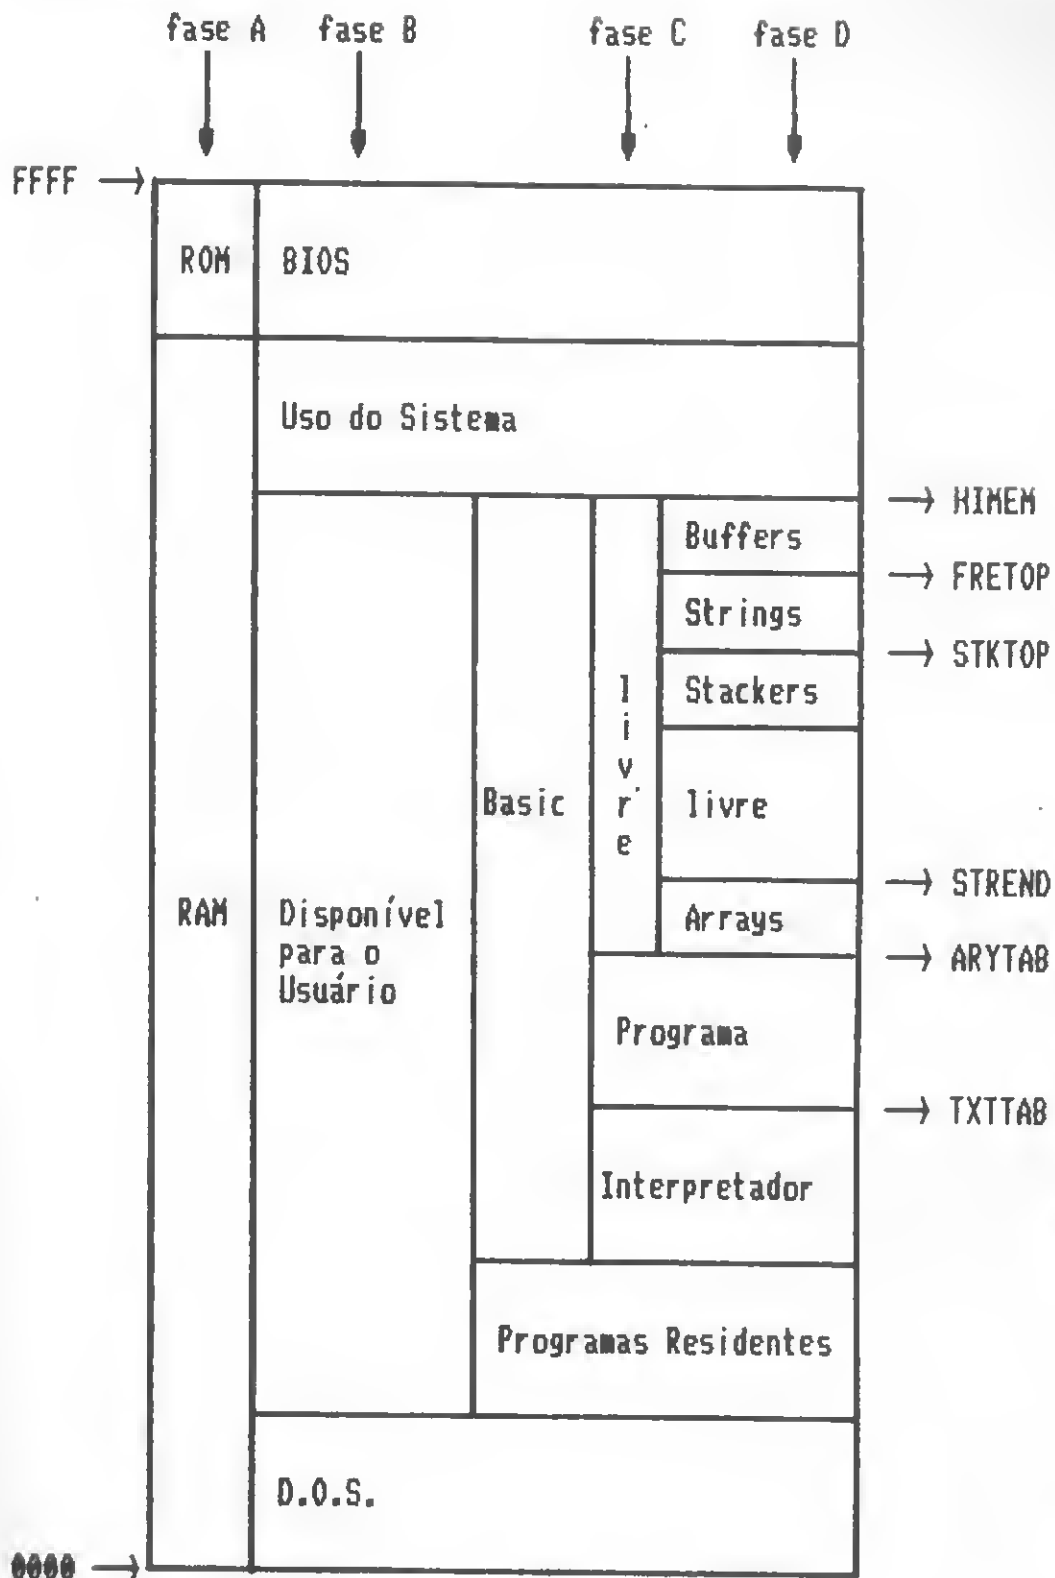 fase A fase B fase C fase D
FFFF
ROM BIOS
Uso do Sistema
HIMEM
Buffers
FRETOP
Strings
STKTOP
Stackers
livre
Basic
livre
STREND
RAM
Disponível
para o
Usuário
Arrays
ARYTAB
Programa
TXTTAB
Interpretador
Programas Residentes
D.O.S.
0000